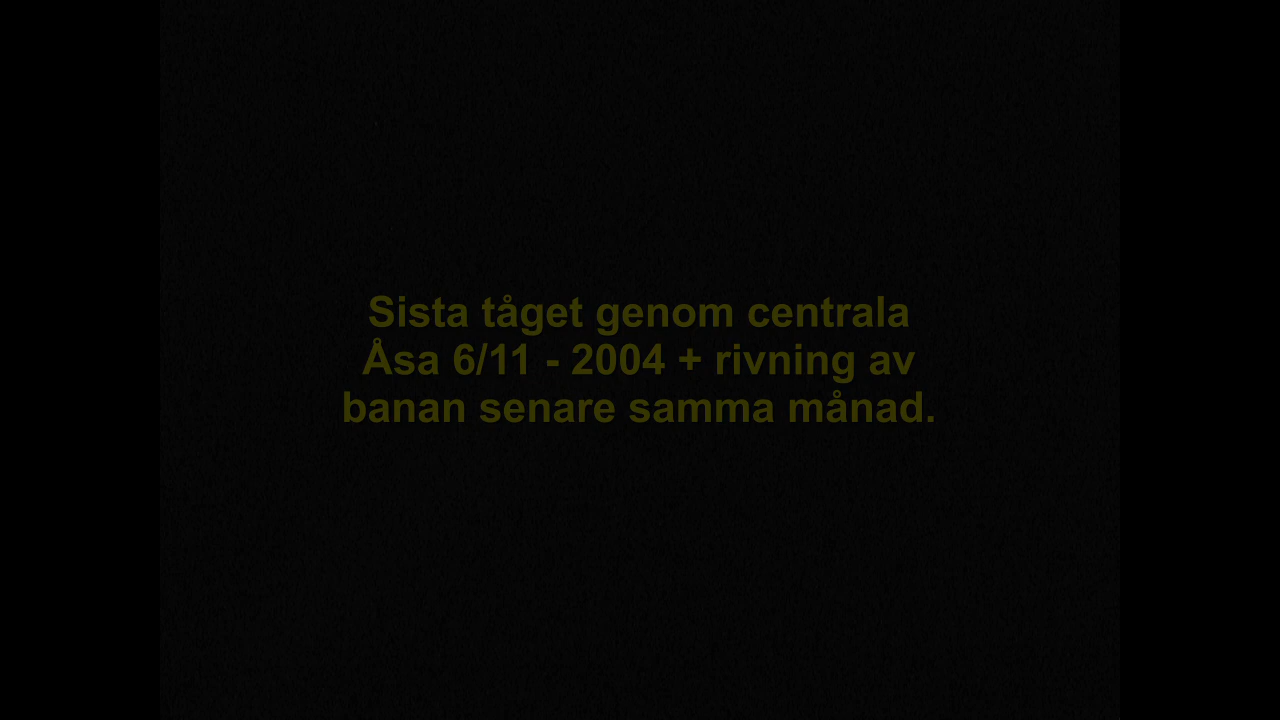 Sista tåget genom centrala
Åsa 6/11 - 2004 + rivning av
banan senare samma månad.